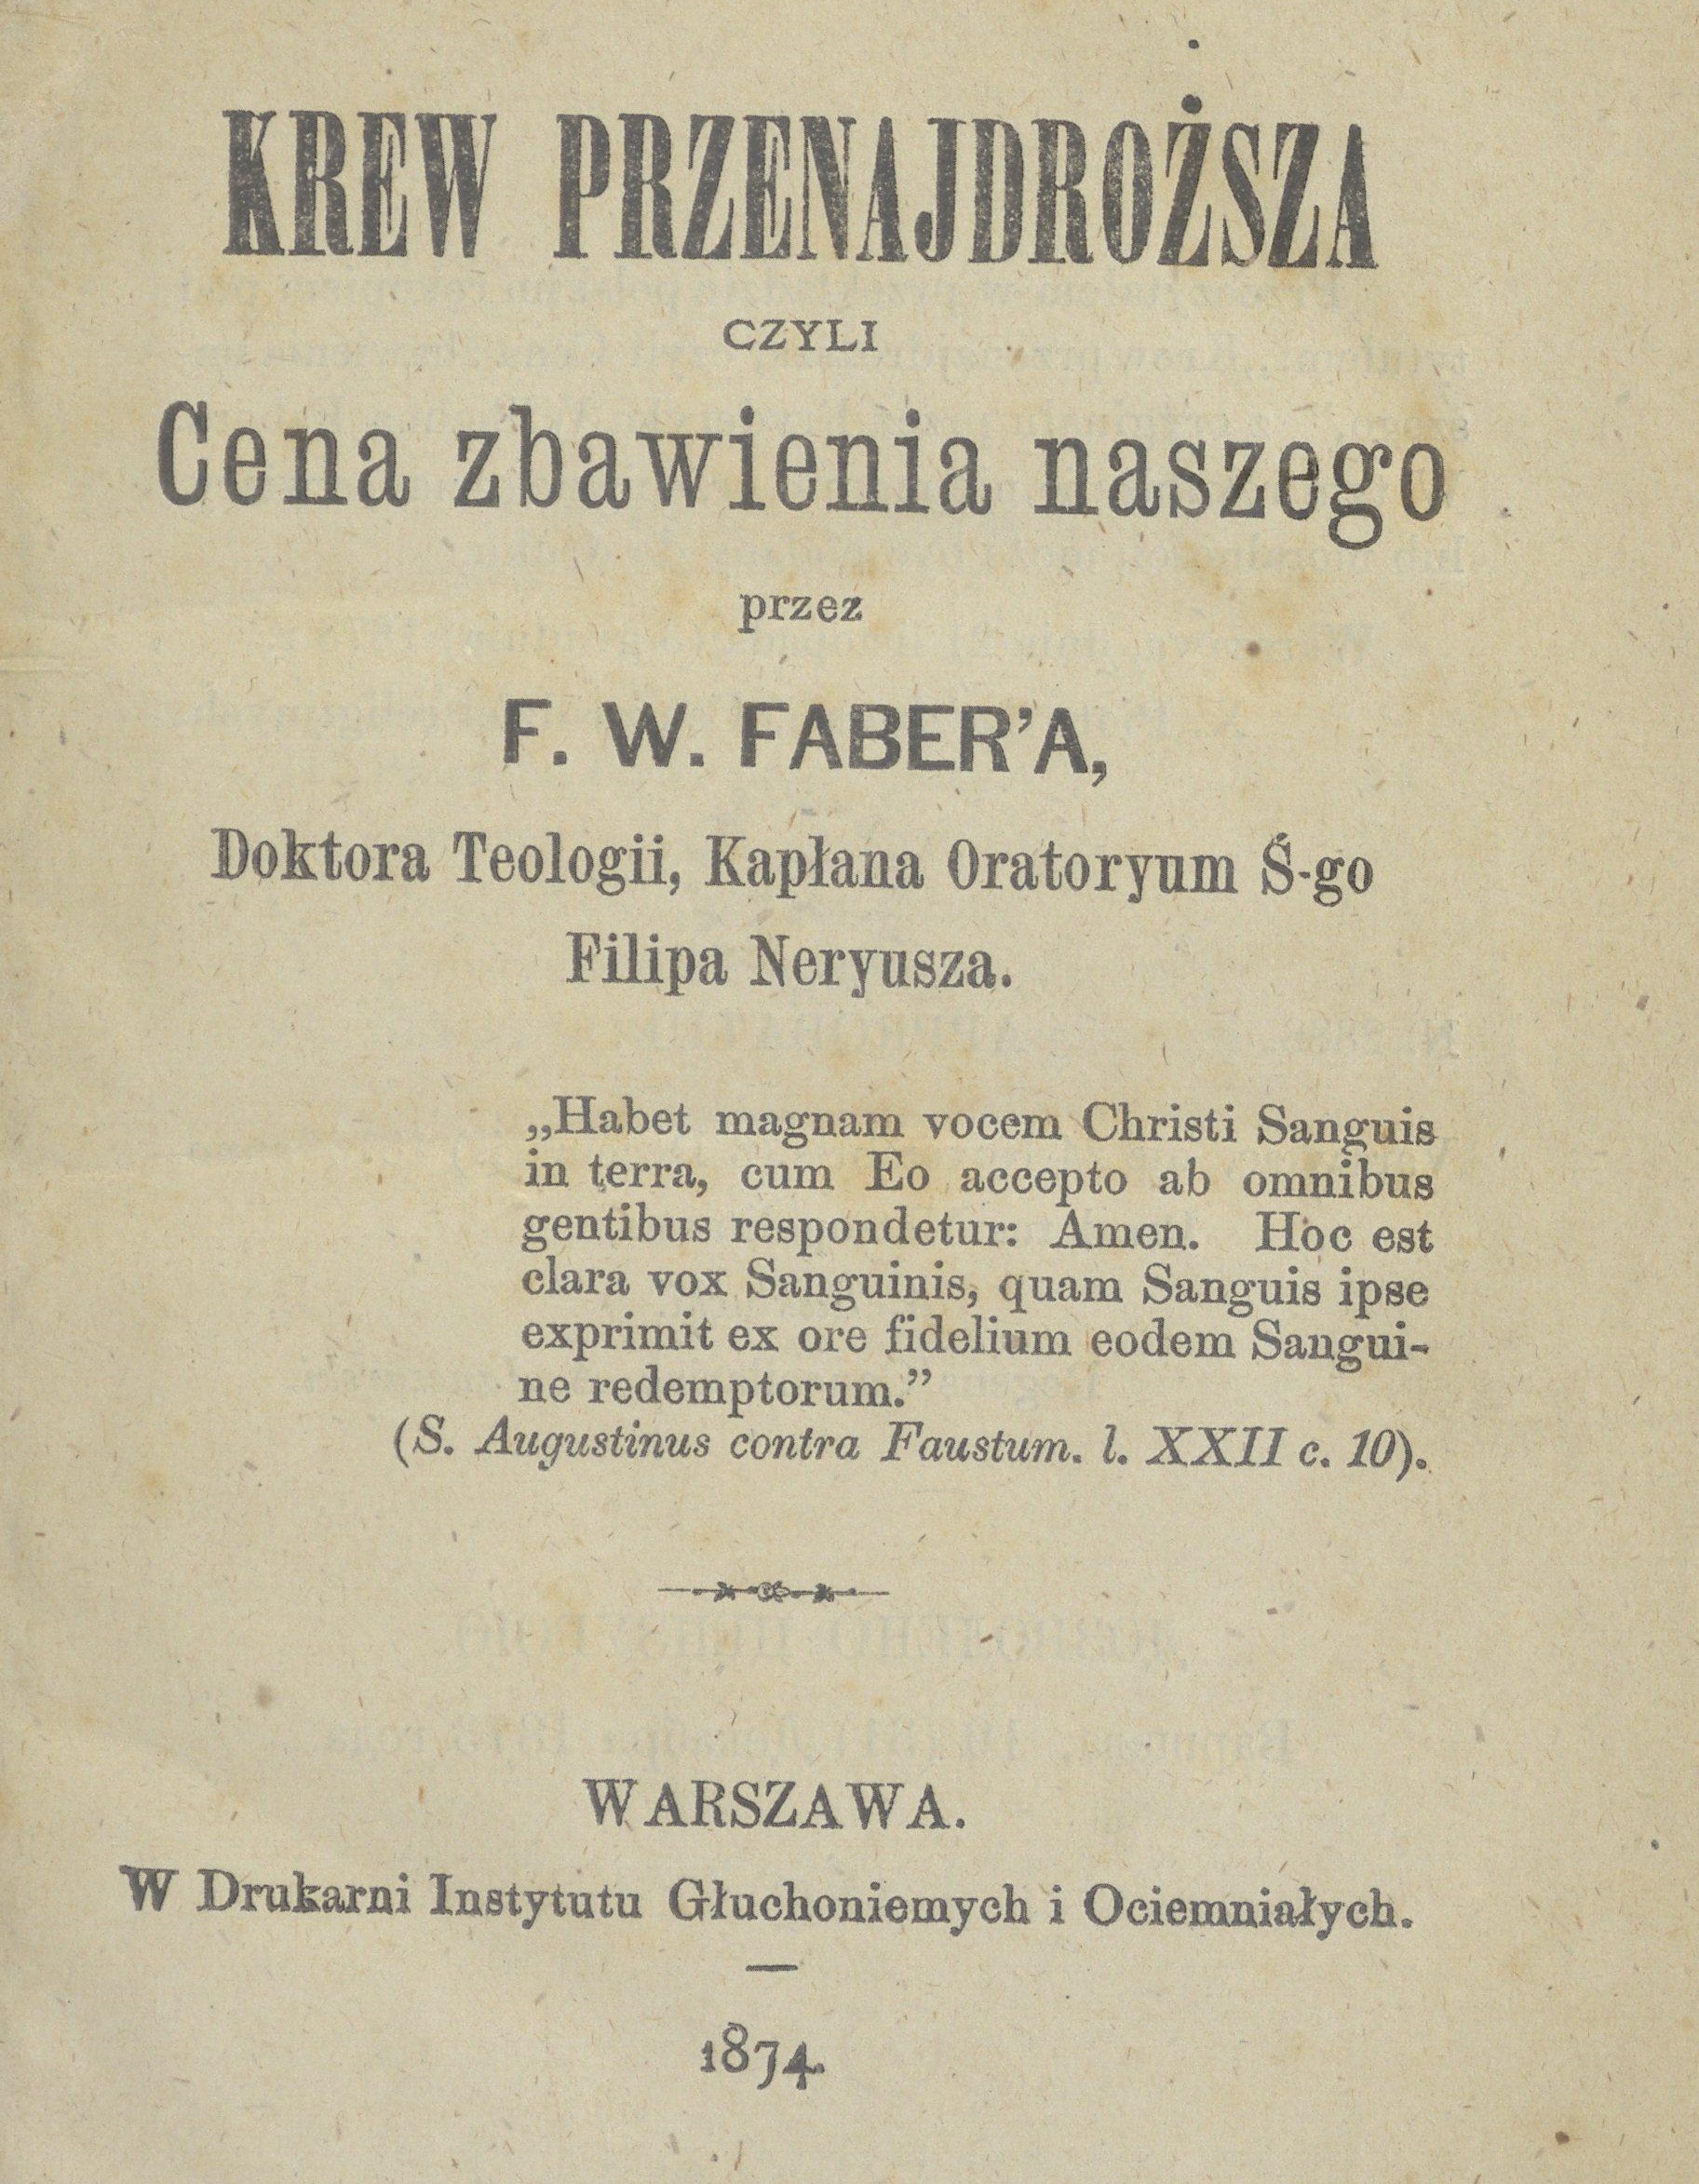 KREW PRZENAJDROŻSZA
CZYLI
Cena zbawienia naszego
przez
F. W. FABER’A,
Doktora Teologii, Kapłana Oratoryum Ś-go
Filipa Neryusza.
„Habet magnam vocem Christi Sanguis
in terra, cum Eo accepto ab omnibus
gentibus respondetur: Amen. Hoc est
clara vox Sanguinis, quam Sanguis ipse
exprimit ex ore fidelium eodem Sangui-
ne redemptorum.”
(S. Augustinus contra Faustum. l. XXII c. 10).
WARSZAWA.
W Drukarni Instytutu Głuchoniemych i Ociemniałych.
1874.